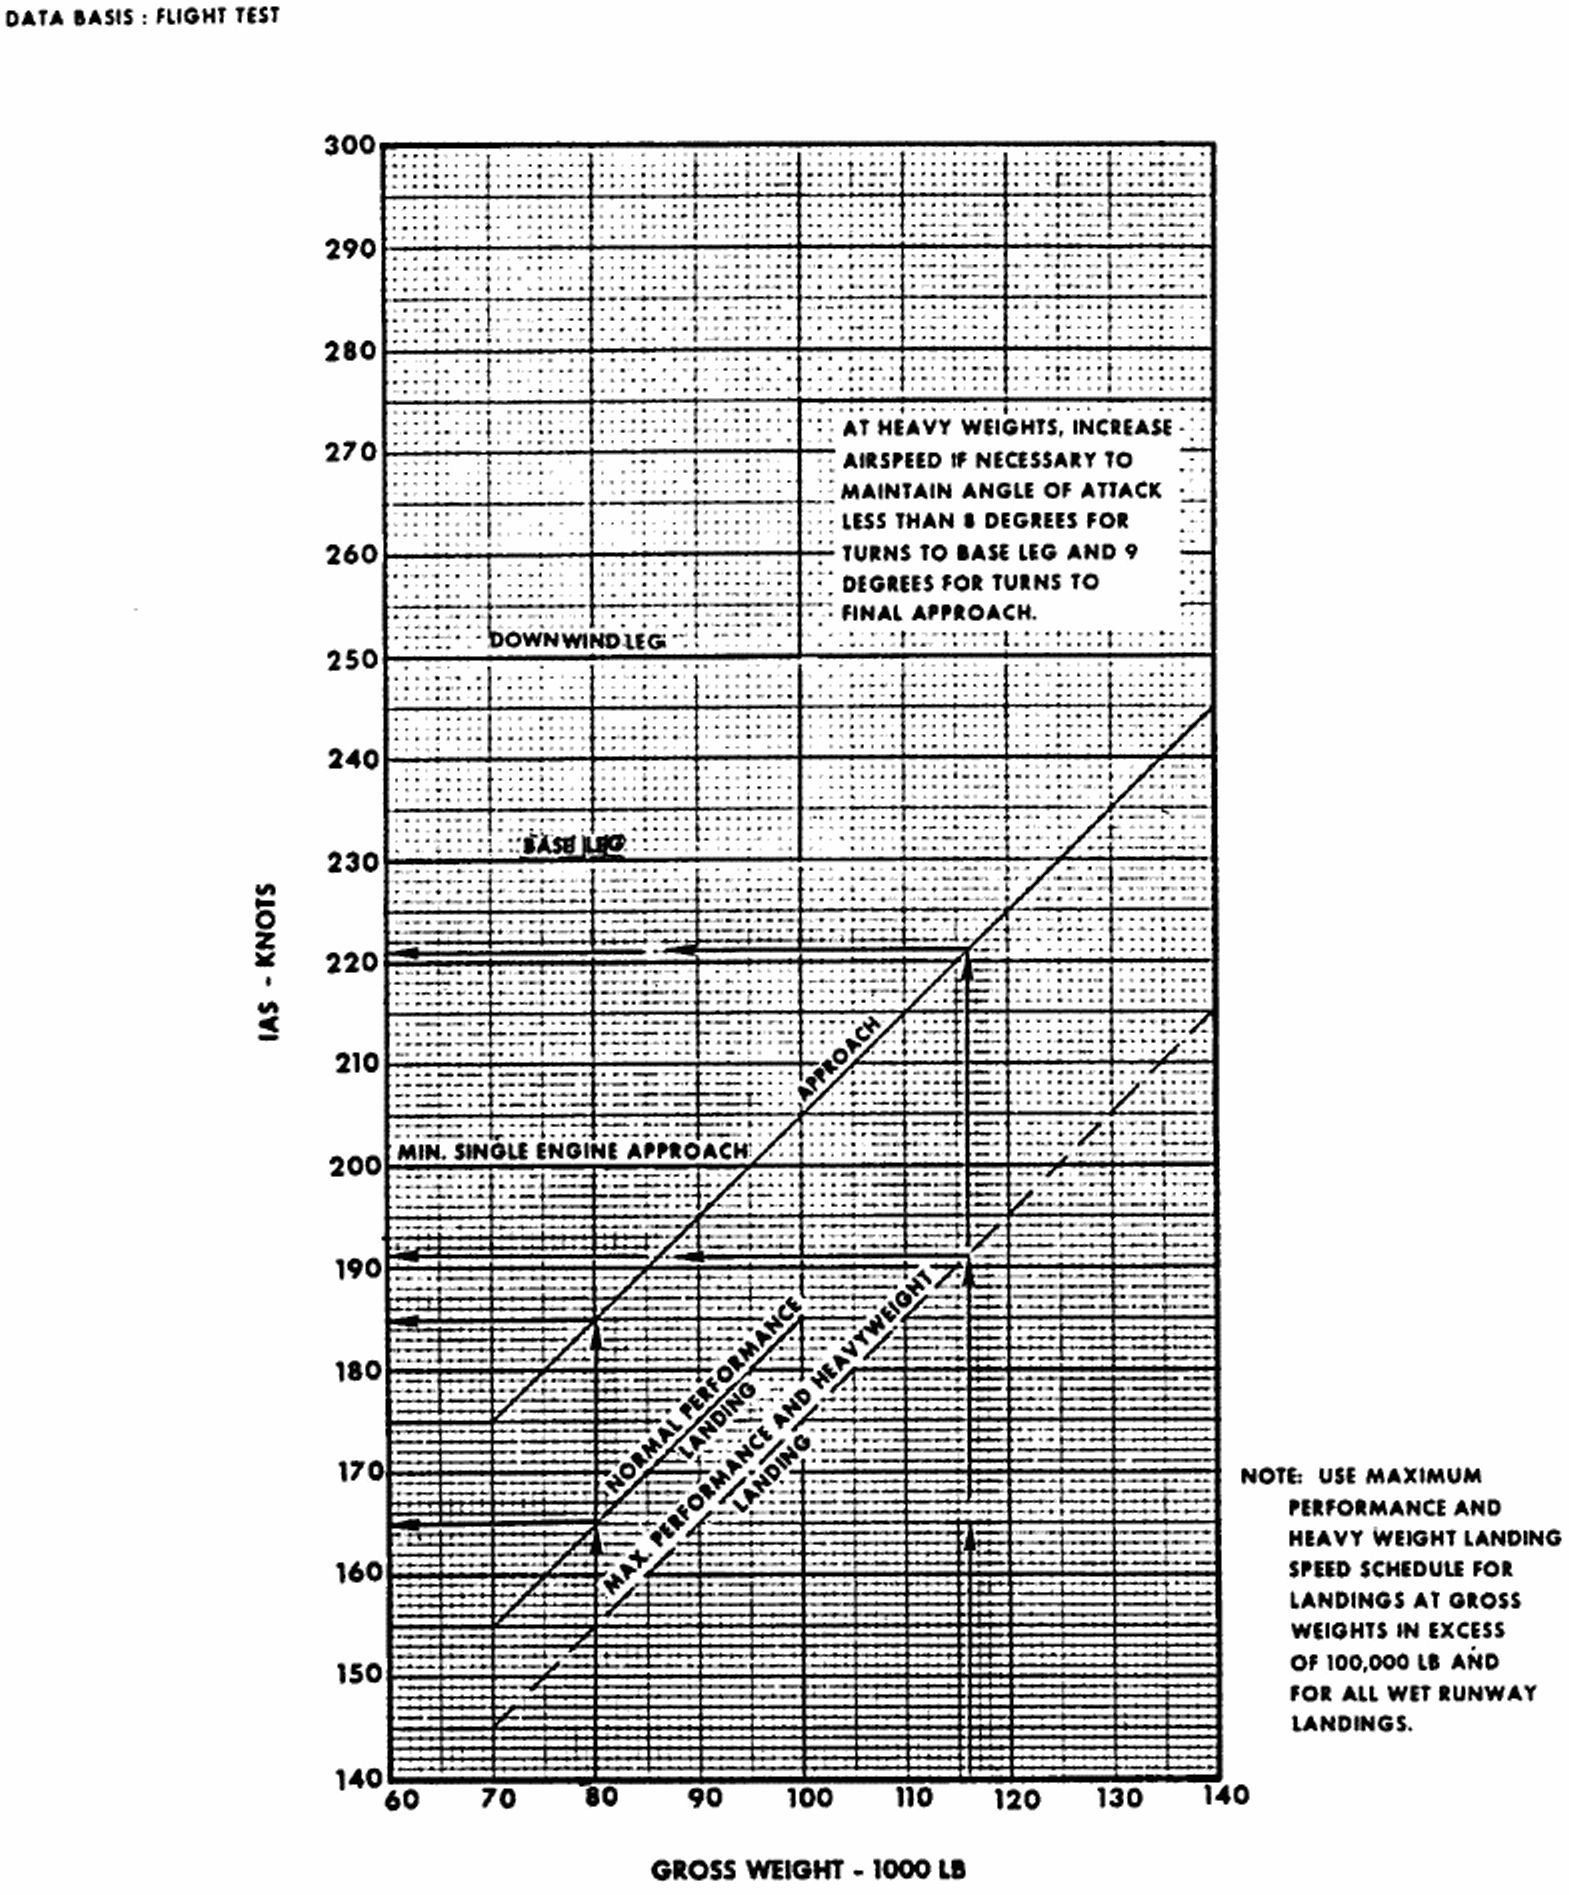 DATA BASIS : FLIGHT TEST
300
290
280
270
260
250
240
230
220
210
200
190
180
170
160
150
140
IAS - KNOTS
AT HEAVY WEIGHTS, INCREASE
AIRSPEED IF NECESSARY TO
MAINTAIN ANGLE OF ATTACK
LESS THAN 8 DEGREES FOR
TURNS TO BASE LEG AND 9
DEGREES FOR TURNS TO
FINAL APPROACH.
DOWNWIND LEG
BASE LEG
APPROACH
MIN. SINGLE ENGINE APPROACH
NORMAL PERFORMANCE
LANDING
MAX. PERFORMANCE AND HEAVYWEIGHT
LANDING
NOTE: USE MAXIMUM
PERFORMANCE AND
HEAVY WEIGHT LANDING
SPEED SCHEDULE FOR
LANDINGS AT GROSS
WEIGHTS IN EXCESS
OF 100,000 LB AND
FOR ALL WET RUNWAY
LANDINGS.
60 70 80 90 100 110 120 130 140
GROSS WEIGHT - 1000 LB